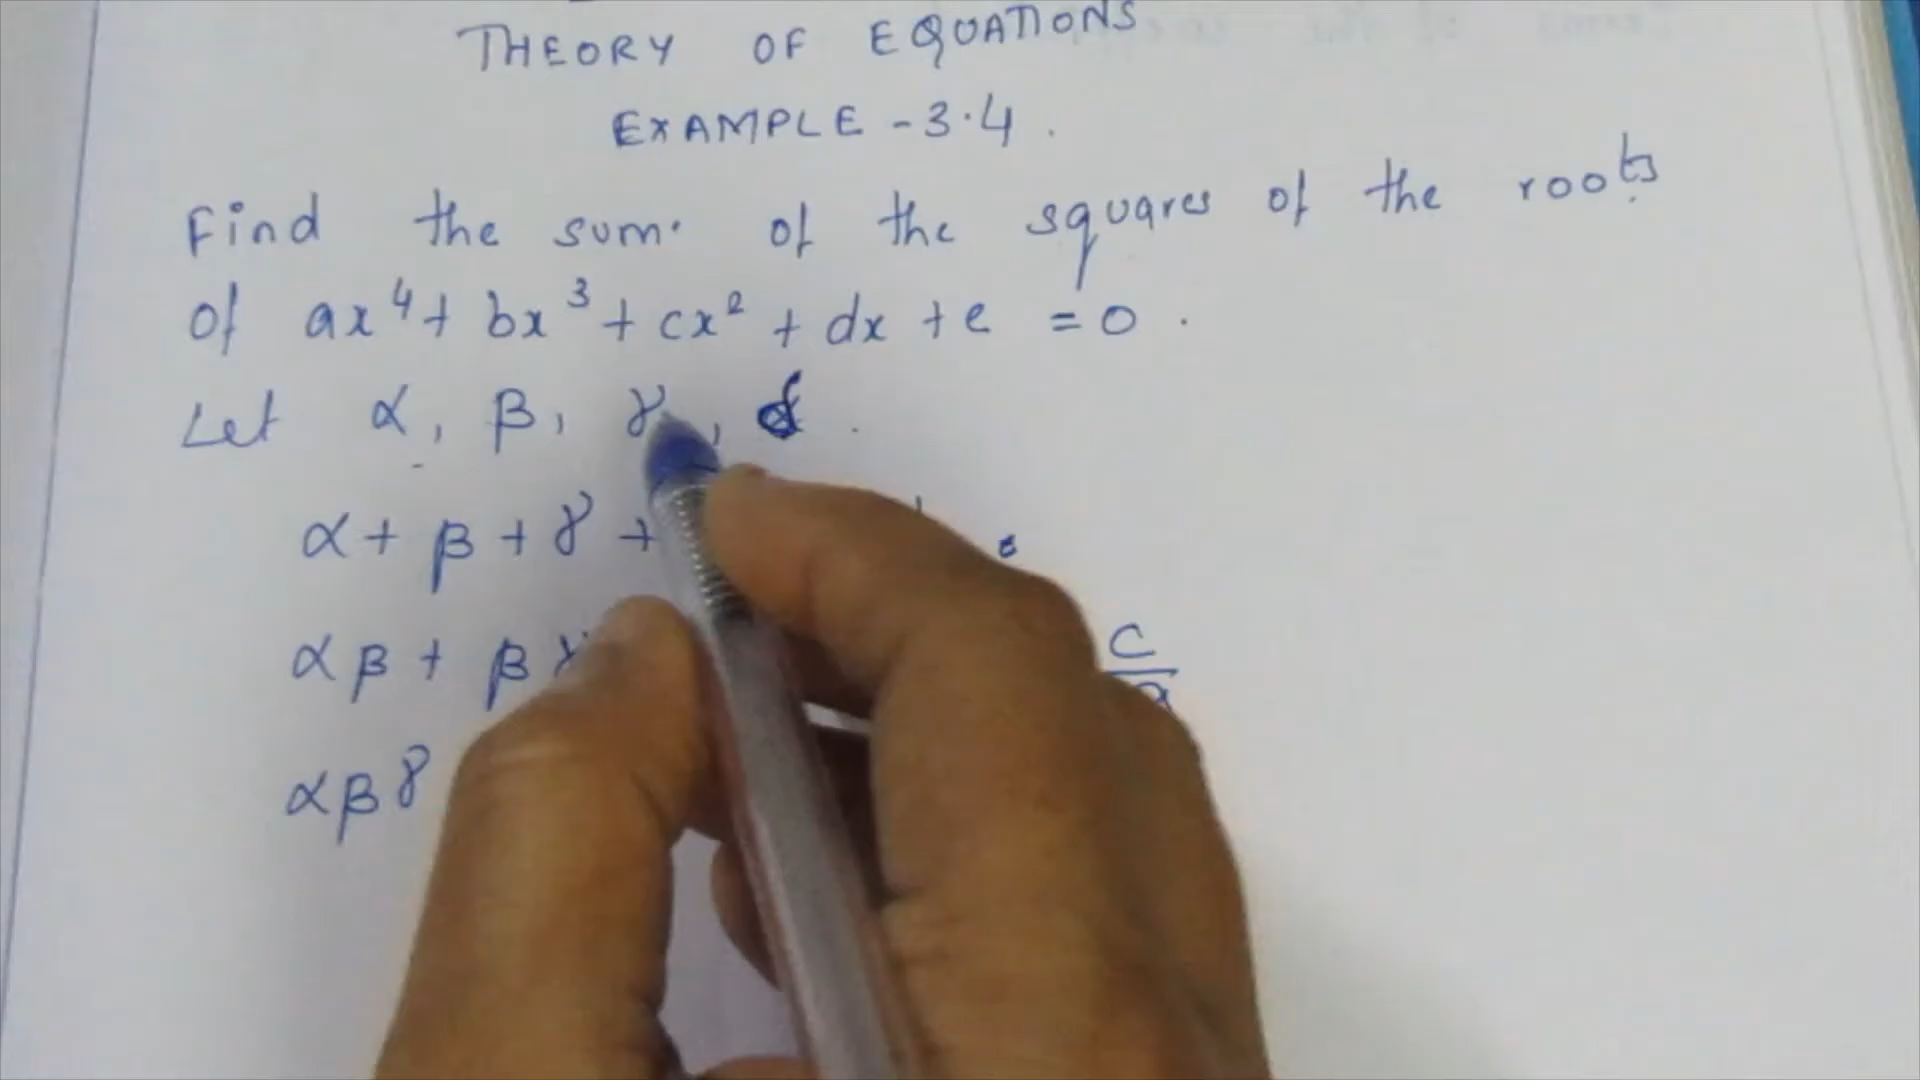 THEORY OF EQUATIONS
EXAMPLE - 3.4.
Find the sum of the squares of the roots
of ax⁴ + bx³ + cx² + dx + e = 0.
Let α, β, γ, δ.
α + β + γ +
αβ + βγ c
αβγ